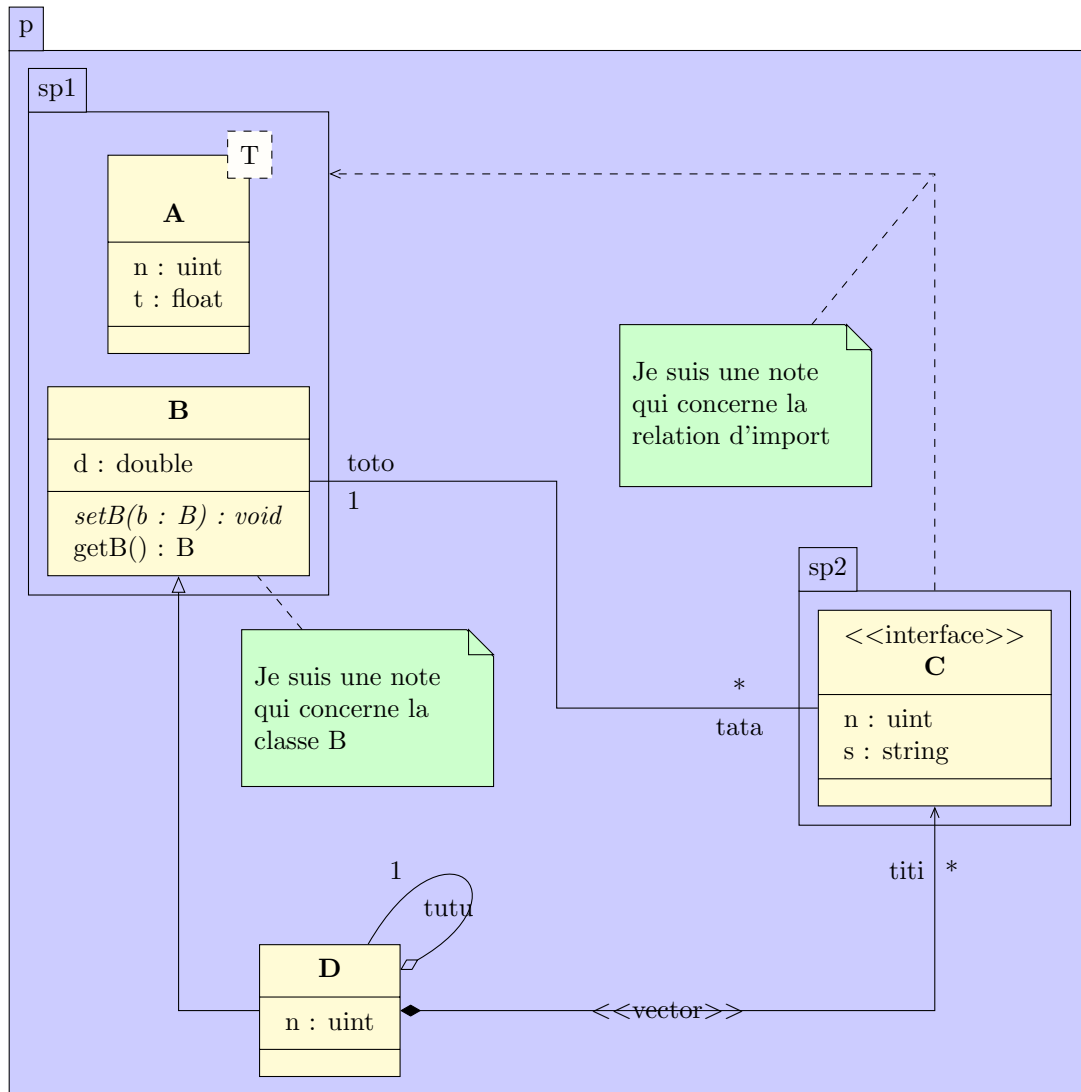 p
sp1
T
A
n : uint
t : float
B
d : double
setB(b : B) : void
getB() : B
toto
1
Je suis une note
qui concerne la
relation d'import
Je suis une note
qui concerne la
classe B
sp2
<<interface>>
C
n : uint
s : string
*
tata
titi
*
1
tutu
D
n : uint
<<vector>>